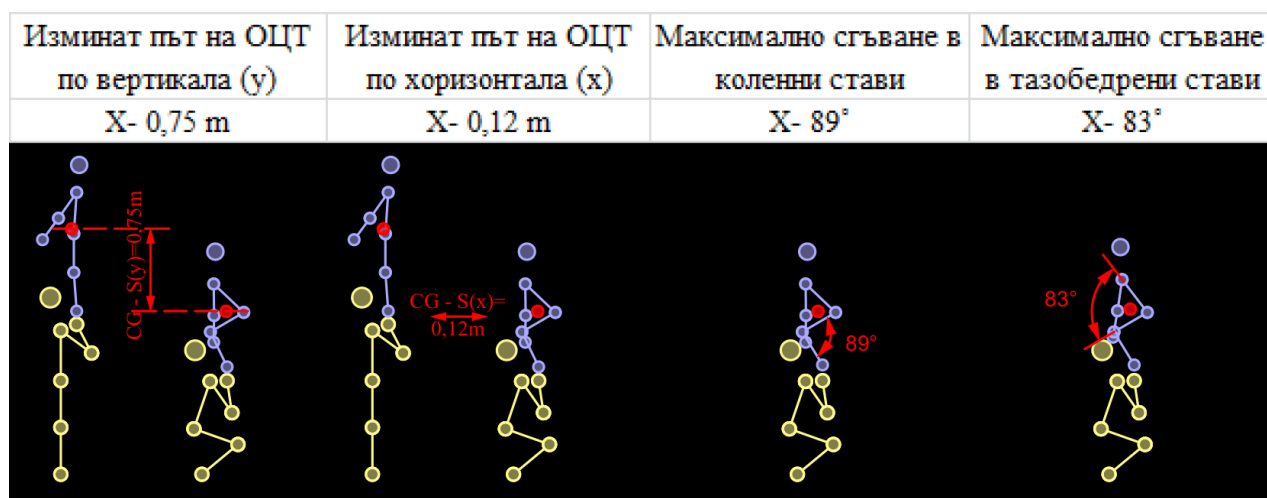 Изминат път на ОЦТ
по вертикала (y)
Изминат път на ОЦТ
по хоризонтала (x)
Максимално сгъване в
коленни стави
Максимално сгъване
в тазобедрени стави
X- 0,75 m
X- 0,12 m
X- 89˚
X- 83˚
CG - S(y)=0,75m
CG - S(x)=
0,12m
89°
83°